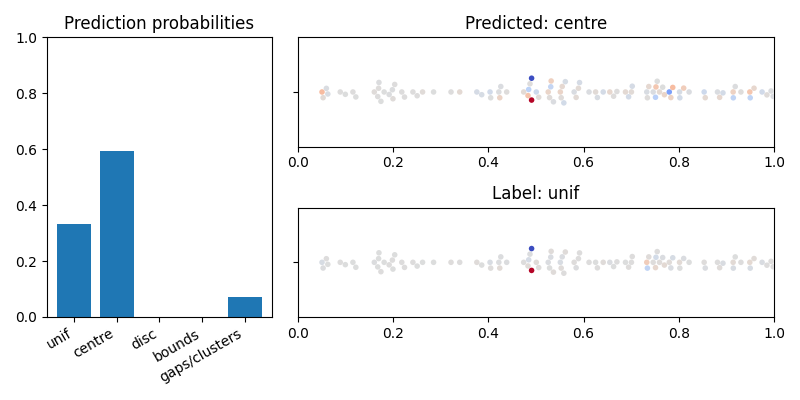 Prediction probabilities
1.0
0.8
0.6
0.4
0.2
0.0
unif
centre
disc
bounds
gaps/clusters
Predicted: centre
0.0 0.2 0.4 0.6 0.8 1.0
Label: unif
0.0 0.2 0.4 0.6 0.8 1.0